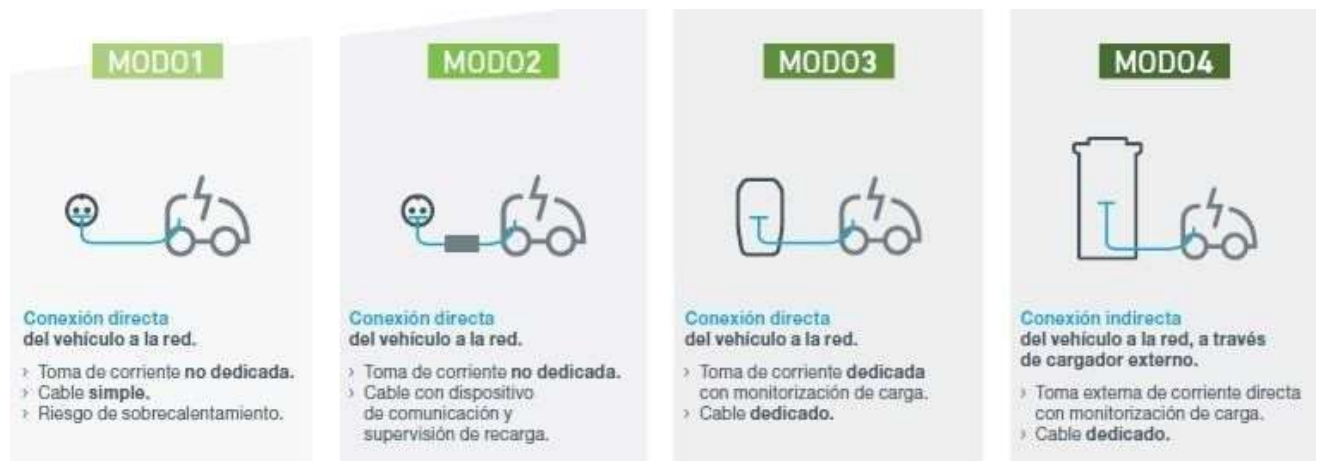 MODO1
Conexión directa
del vehículo a la red.
› Toma de corriente no dedicada.
› Cable simple.
› Riesgo de sobrecalentamiento.
MODO2
Conexión directa
del vehículo a la red.
› Toma de corriente no dedicada.
› Cable con dispositivo
de comunicación y
supervisión de recarga.
MODO3
Conexión directa
del vehículo a la red.
› Toma de corriente dedicada
con monitorización de carga.
› Cable dedicado.
MODO4
Conexión indirecta
del vehículo a la red, a través
de cargador externo.
› Toma externa de corriente directa
con monitorización de carga.
› Cable dedicado.